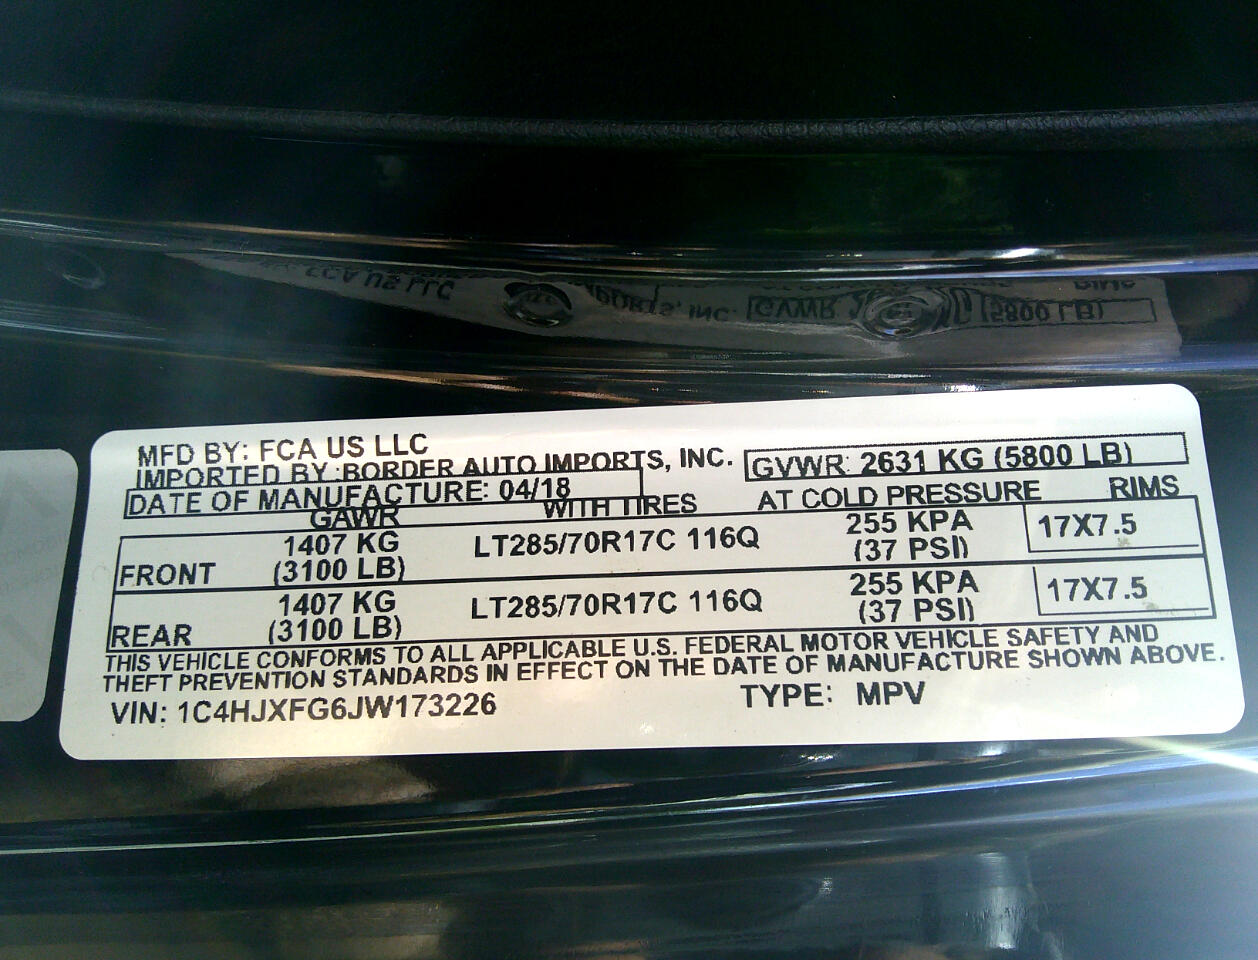 MFD BY: FCA US LLC
IMPORTED BY :BORDER AUTO IMPORTS, INC. GVWR: 2631 KG (5800 LB)
DATE OF MANUFACTURE: 04/18
GAWR WITH TIRES AT COLD PRESSURE RIMS
1407 KG LT285/70R17C 116Q 255 KPA 17X7.5
FRONT (3100 LB) (37 PSI)
1407 KG LT285/70R17C 116Q 255 KPA 17X7.5
REAR (3100 LB) (37 PSI)
THIS VEHICLE CONFORMS TO ALL APPLICABLE U.S. FEDERAL MOTOR VEHICLE SAFETY AND
THEFT PREVENTION STANDARDS IN EFFECT ON THE DATE OF MANUFACTURE SHOWN ABOVE.
VIN: 1C4HJXFG6JW173226 TYPE: MPV